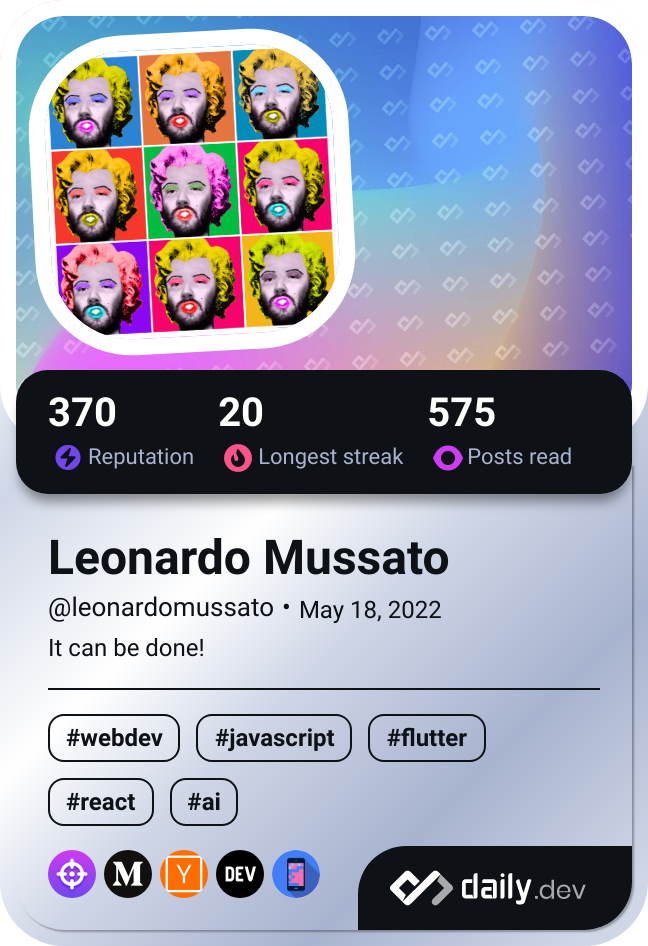 370 20 575
Reputation Longest streak Posts read
Leonardo Mussato
@leonardomussato • May 18, 2022
It can be done!
#webdev #javascript #flutter
#react #ai
M Y DEV
daily.dev